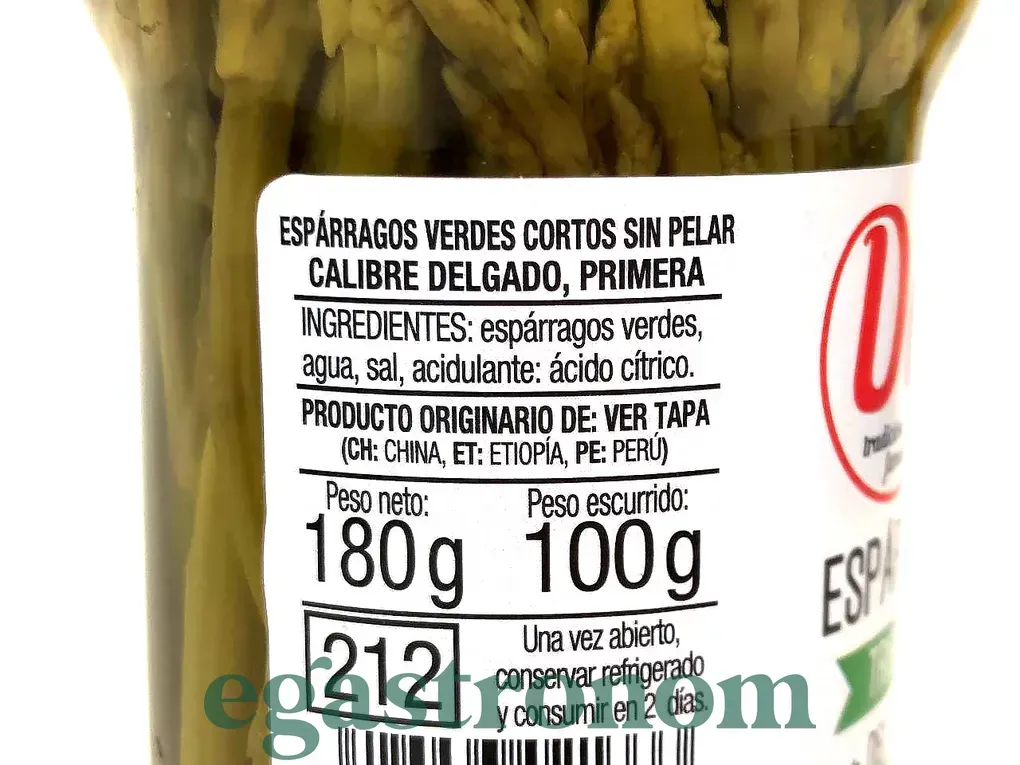 ESPÁRRAGOS VERDES CORTOS SIN PELAR
CALIBRE DELGADO, PRIMERA
INGREDIENTES: espárragos verdes,
agua, sal, acidulante: ácido cítrico.
PRODUCTO ORIGINARIO DE: VER TAPA
(CH: CHINA, ET: ETIOPÍA, PE: PERÚ)
Peso neto: Peso escurrido:
180g 100g
212
Una vez abierto,
conservar refrigerado
y consumir en 2 días.
egastronom